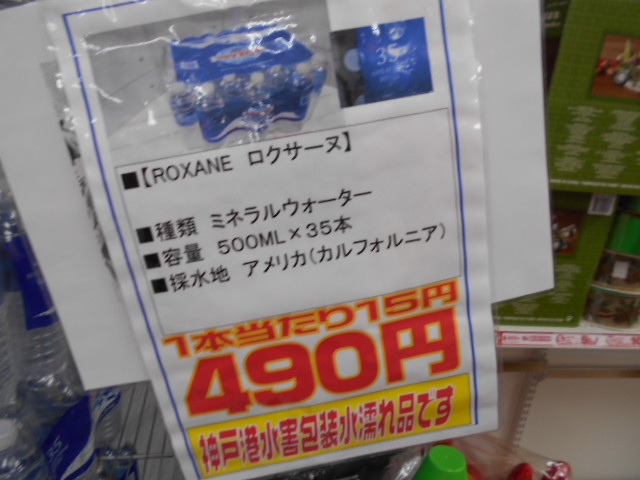 ■【ROXANE ロクサーヌ】
■種類 ミネラルウォーター
■容量 500ML×35本
■採水地 アメリカ(カルフォルニア)
1本当たり15円
490円
神戸港水害包装水濡れ品です
35